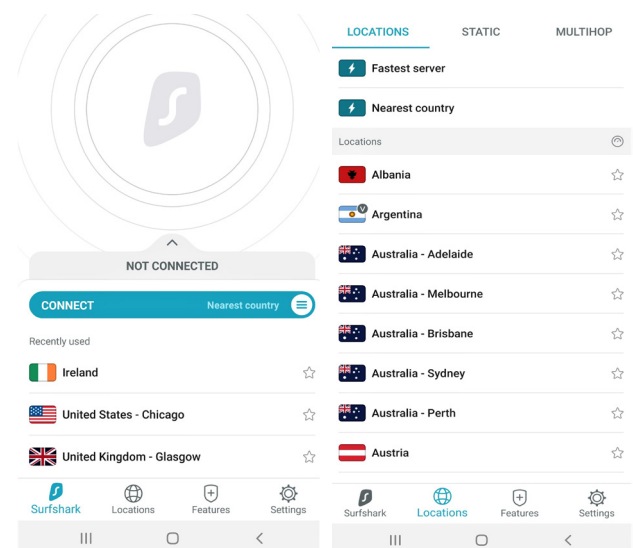 NOT CONNECTED
CONNECT Nearest country
Recently used
Ireland
United States - Chicago
United Kingdom - Glasgow
Surfshark Locations Features Settings
LOCATIONS STATIC MULTIHOP
Fastest server
Nearest country
Locations
Albania
V
Argentina
Australia - Adelaide
Australia - Melbourne
Australia - Brisbane
Australia - Sydney
Australia - Perth
Austria
Surfshark Locations Features Settings